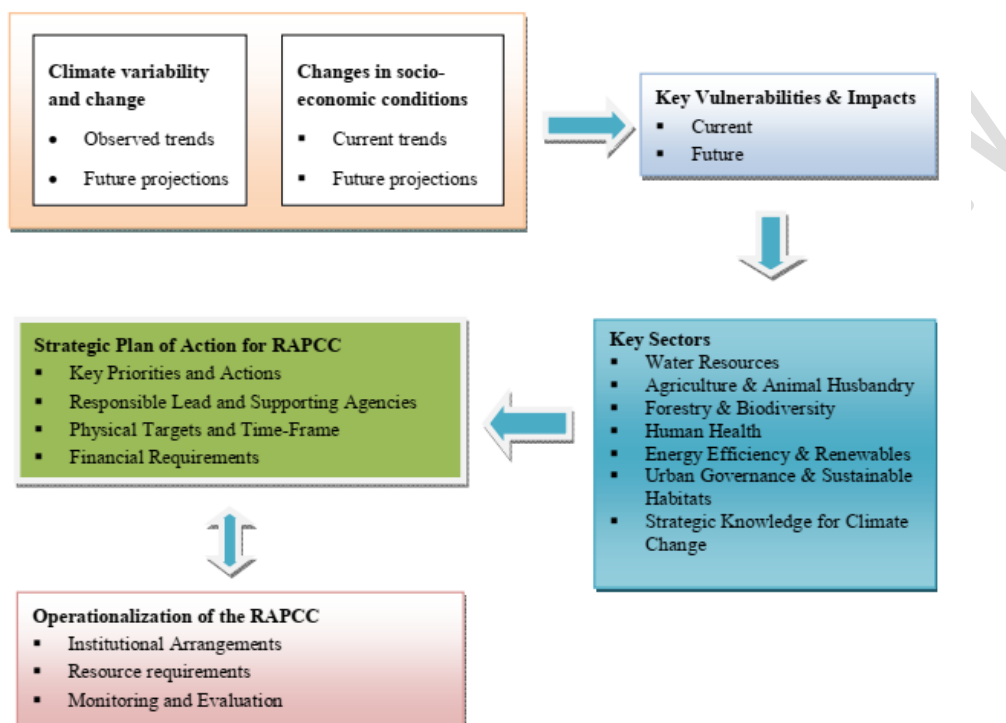 Climate variability
and change
• Observed trends
• Future projections
Changes in socio-
economic conditions
▪ Current trends
▪ Future projections
Key Vulnerabilities & Impacts
▪ Current
▪ Future
Key Sectors
▪ Water Resources
▪ Agriculture & Animal Husbandry
▪ Forestry & Biodiversity
▪ Human Health
▪ Energy Efficiency & Renewables
▪ Urban Governance & Sustainable
Habitats
▪ Strategic Knowledge for Climate
Change
Strategic Plan of Action for RAPCC
▪ Key Priorities and Actions
▪ Responsible Lead and Supporting Agencies
▪ Physical Targets and Time-Frame
▪ Financial Requirements
Operationalization of the RAPCC
▪ Institutional Arrangements
▪ Resource requirements
▪ Monitoring and Evaluation